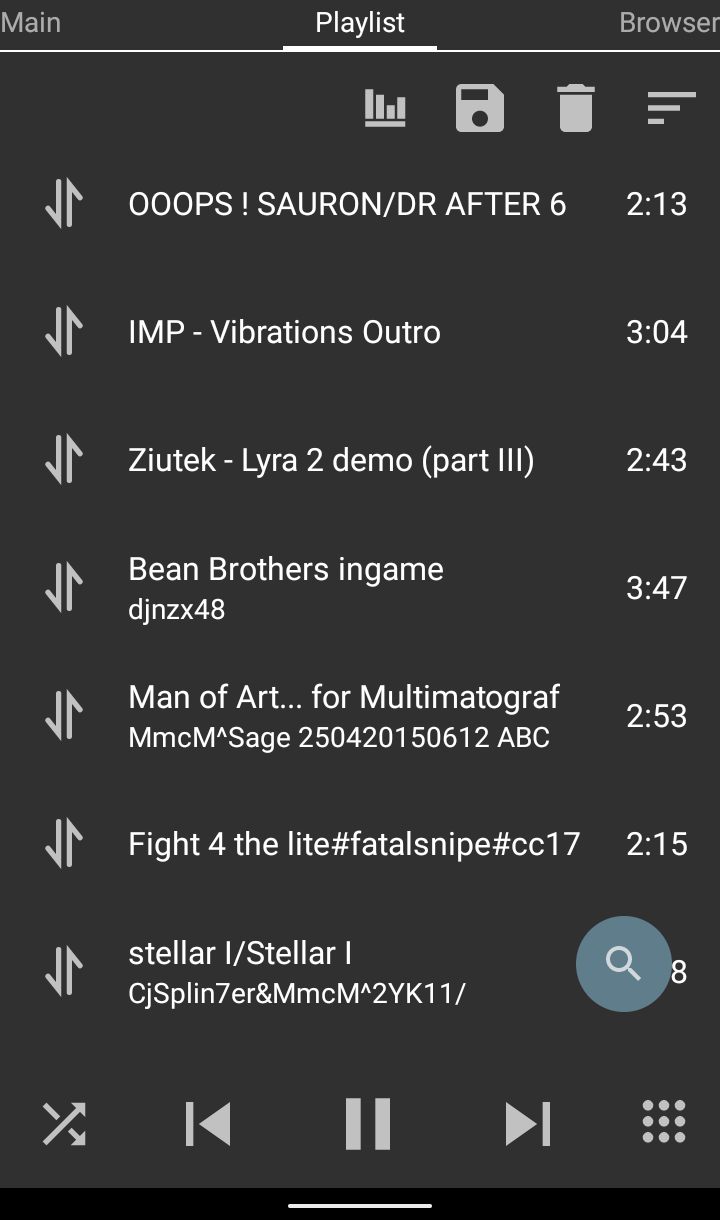 Main
Playlist
Browser
OOOPS ! SAURON/DR AFTER 6
2:13
IMP - Vibrations Outro
3:04
Ziutek - Lyra 2 demo (part III)
2:43
Bean Brothers ingame
djnzx48
3:47
Man of Art... for Multimatograf
MmcM^Sage 250420150612 ABC
2:53
Fight 4 the lite#fatalsnipe#cc17
2:15
stellar I/Stellar I
CjSplin7er&MmcM^2YK11/